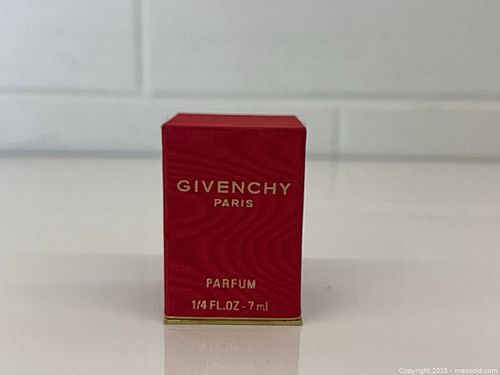 GIVENCHY
PARIS
PARFUM
1/4 FL.OZ - 7 ml
Copyright 2025 - maxsold.com